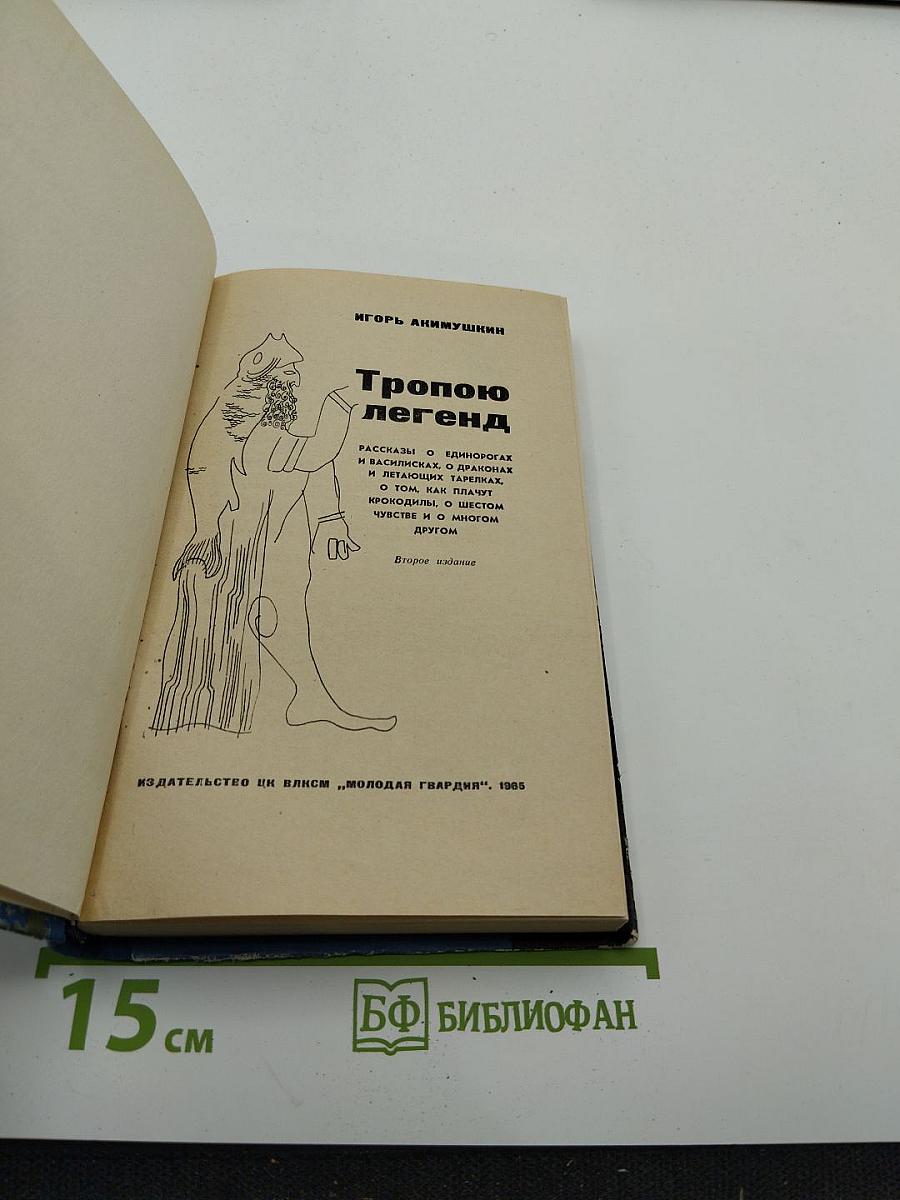 ИГОРЬ АКИМУШКИН
Тропою
легенд
РАССКАЗЫ О ЕДИНОРОГАХ
И ВАСИЛИСКАХ, О ДРАКОНАХ
И ЛЕТАЮЩИХ ТАРЕЛКАХ,
О ТОМ, КАК ПЛАЧУТ
КРОКОДИЛЫ, О ШЕСТОМ
ЧУВСТВЕ И О МНОГОМ
ДРУГОМ
Второе издание
ИЗДАТЕЛЬСТВО ЦК ВЛКСМ „МОЛОДАЯ ГВАРДИЯ“. 1965
15 см
БФ БИБЛИОФАН